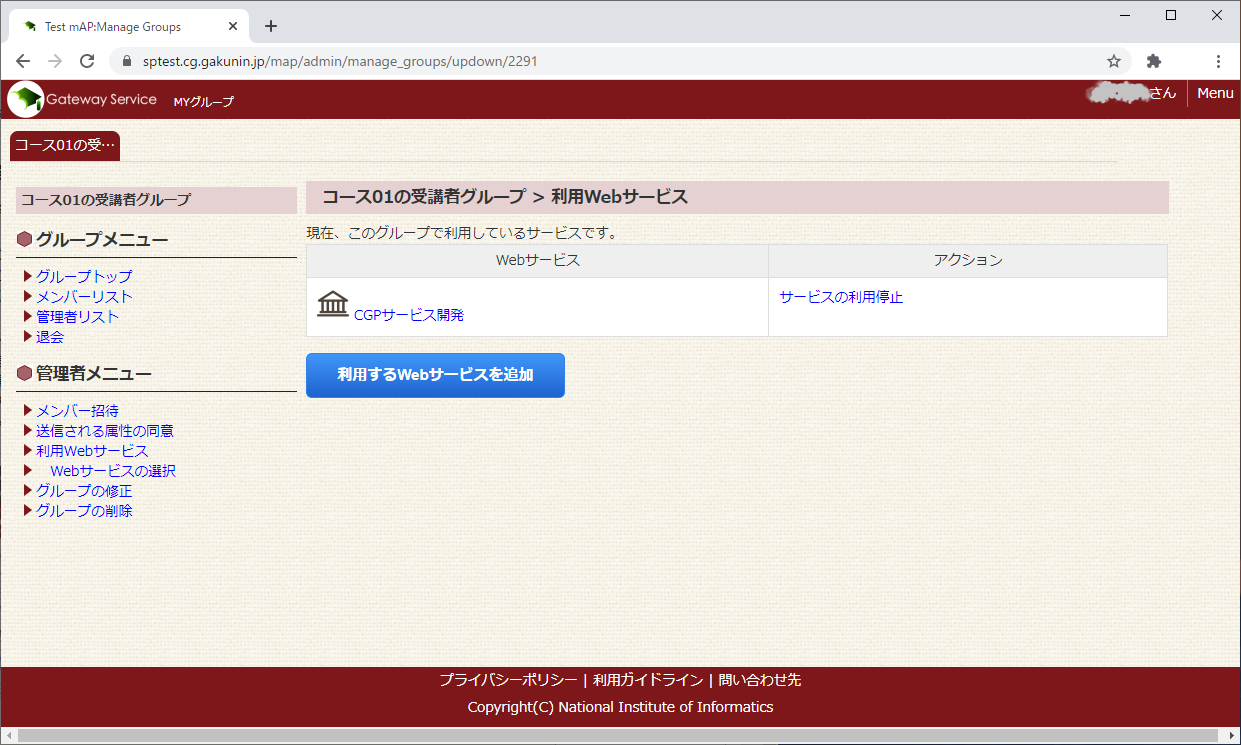 Test mAP:Manage Groups
sptest.cg.gakunin.jp/map/admin/manage_groups/updown/2291
Gateway Service MYグループ さん Menu
コース01の受…
コース01の受講者グループ
グループメニュー
グループトップ
メンバーリスト
管理者リスト
退会
管理者メニュー
メンバー招待
送信される属性の同意
利用Webサービス
Webサービスの選択
グループの修正
グループの削除
コース01の受講者グループ > 利用Webサービス
現在、このグループで利用しているサービスです。
Webサービス アクション
CGPサービス開発 サービスの利用停止
利用するWebサービスを追加
プライバシーポリシー | 利用ガイドライン | 問い合わせ先
Copyright(C) National Institute of Informatics